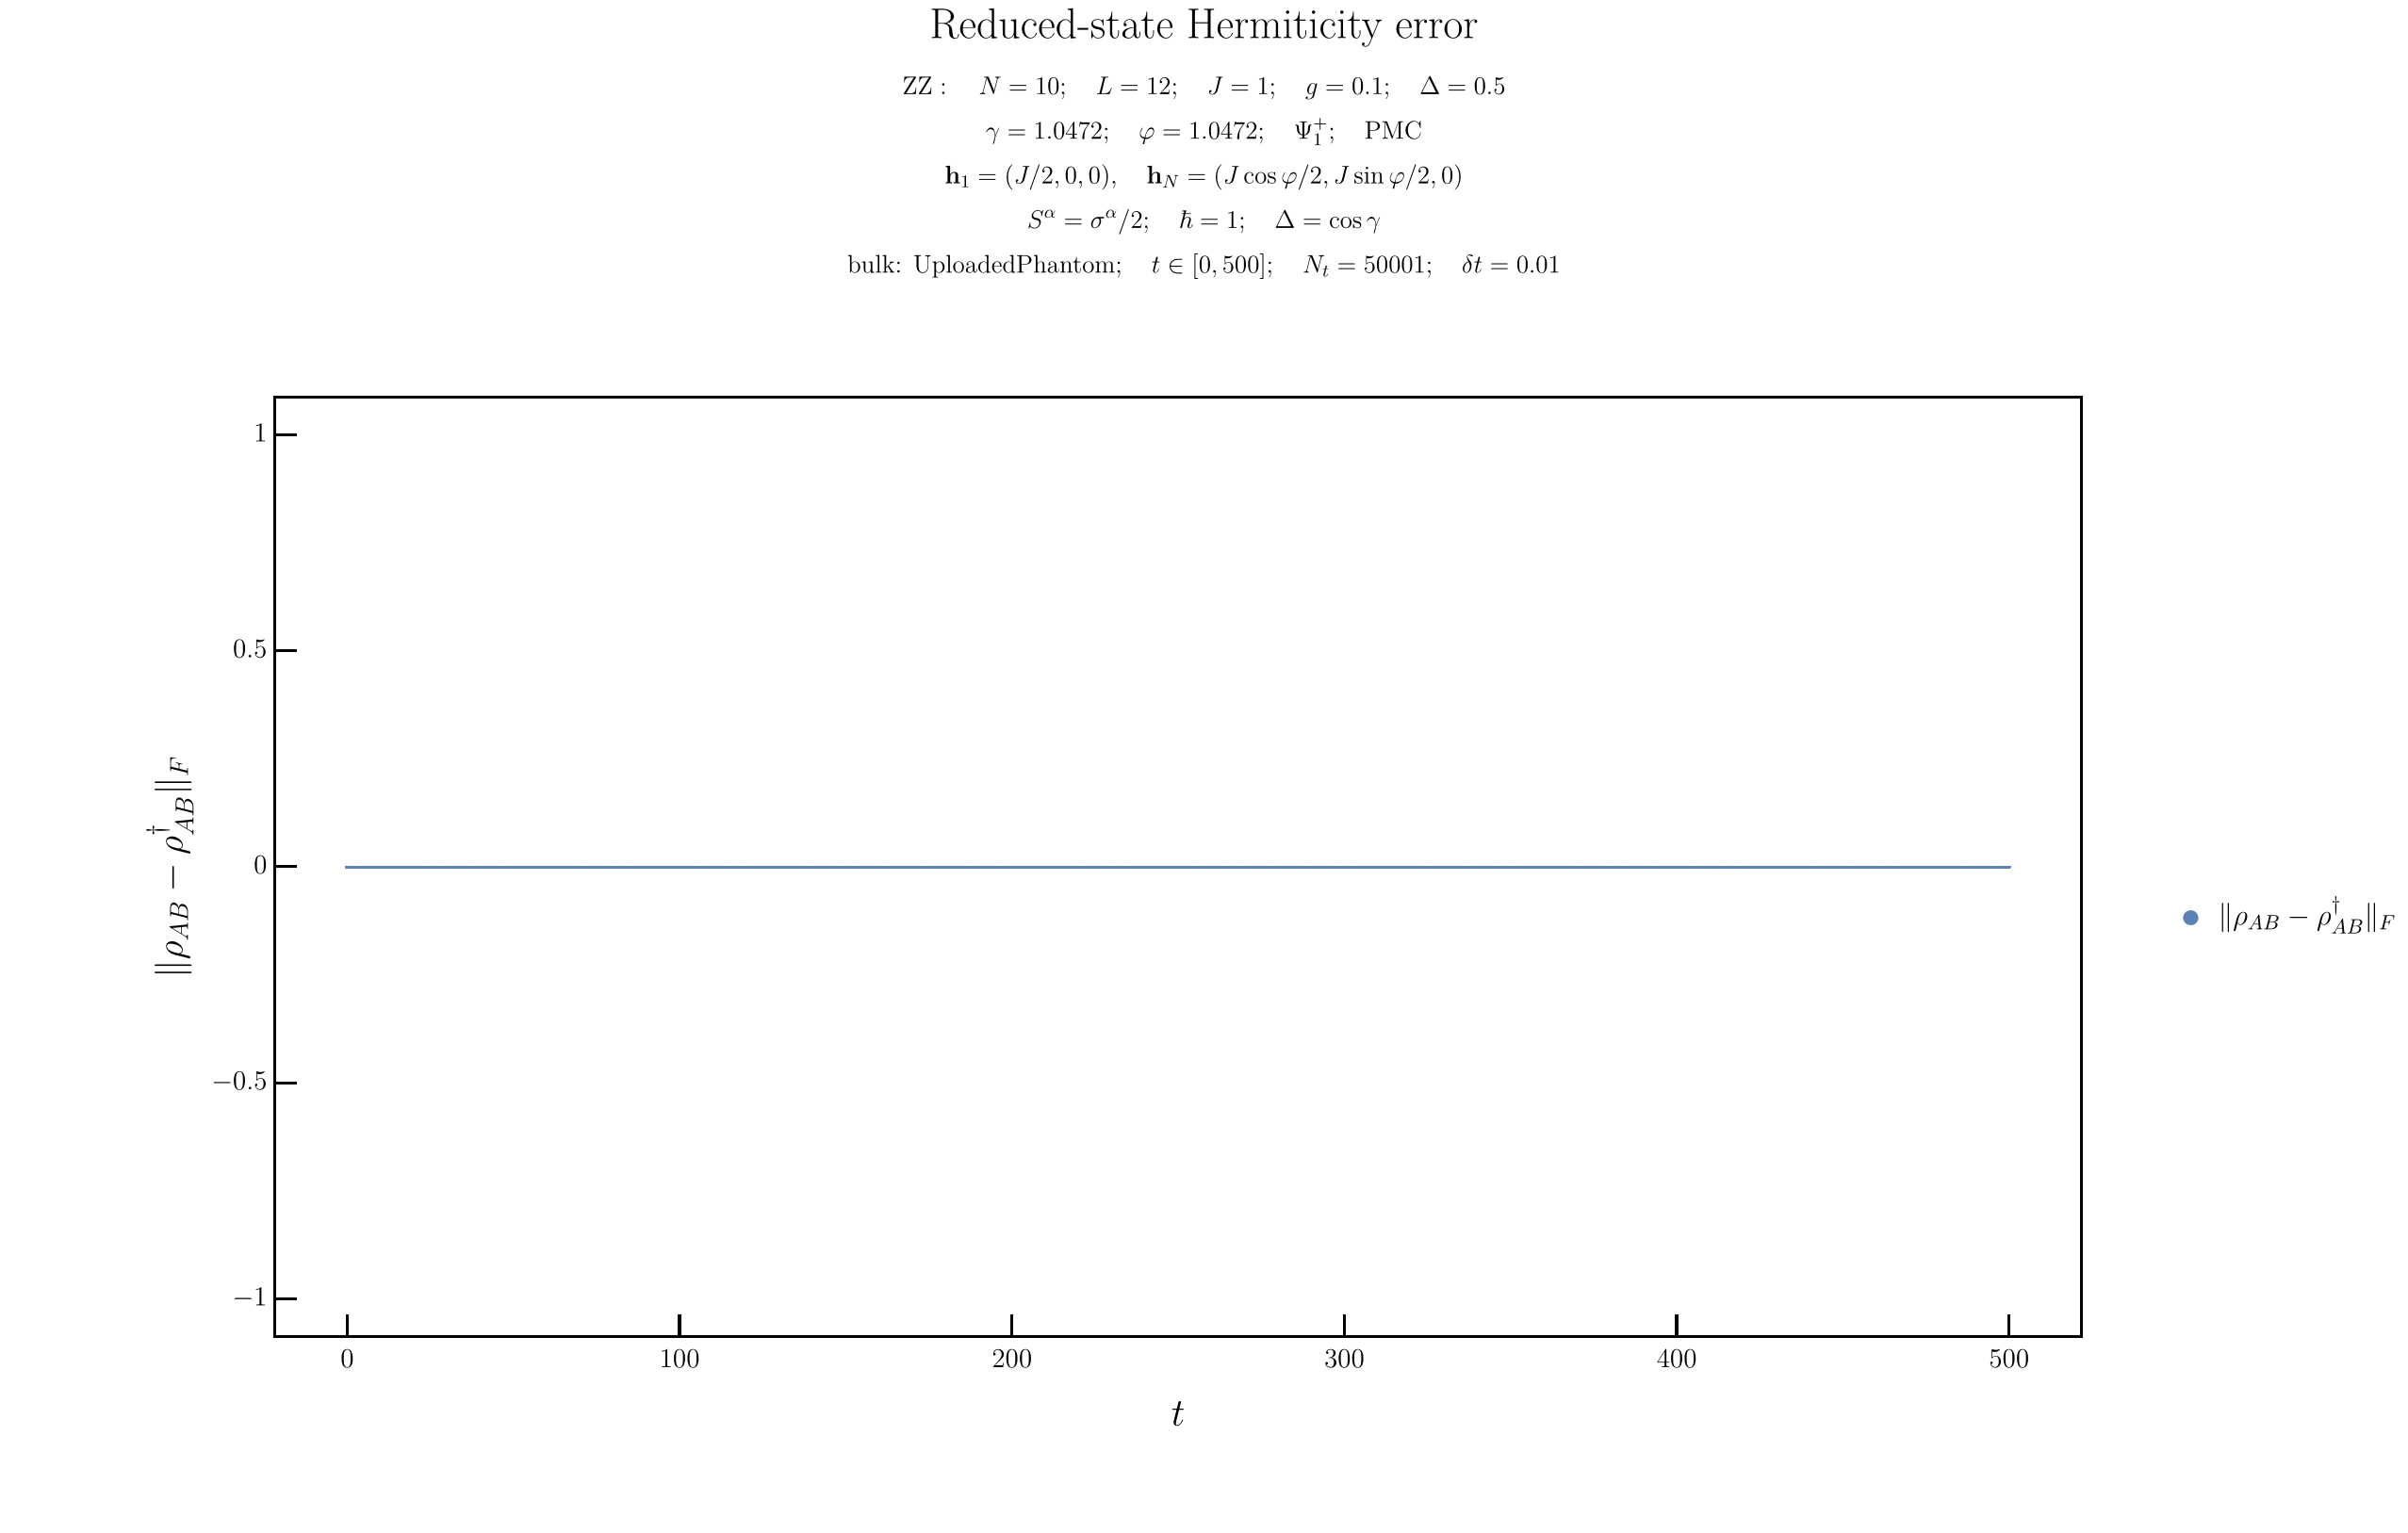 Reduced-state Hermiticity error
ZZ : N = 10; L = 12; J = 1; g = 0.1; Δ = 0.5
γ = 1.0472; φ = 1.0472; Ψ₁⁺; PMC
𝐡₁ = (J/2, 0, 0), 𝐡_N = (J cos φ/2, J sin φ/2, 0)
S^α = σ^α/2; ħ = 1; Δ = cos γ
bulk: UploadedPhantom; t ∈ [0, 500]; N_t = 50001; δt = 0.01
1
0.5
0
−0.5
−1
‖ρ_AB − ρ†_AB‖_F
0 100 200 300 400 500
t
‖ρ_AB − ρ†_AB‖_F